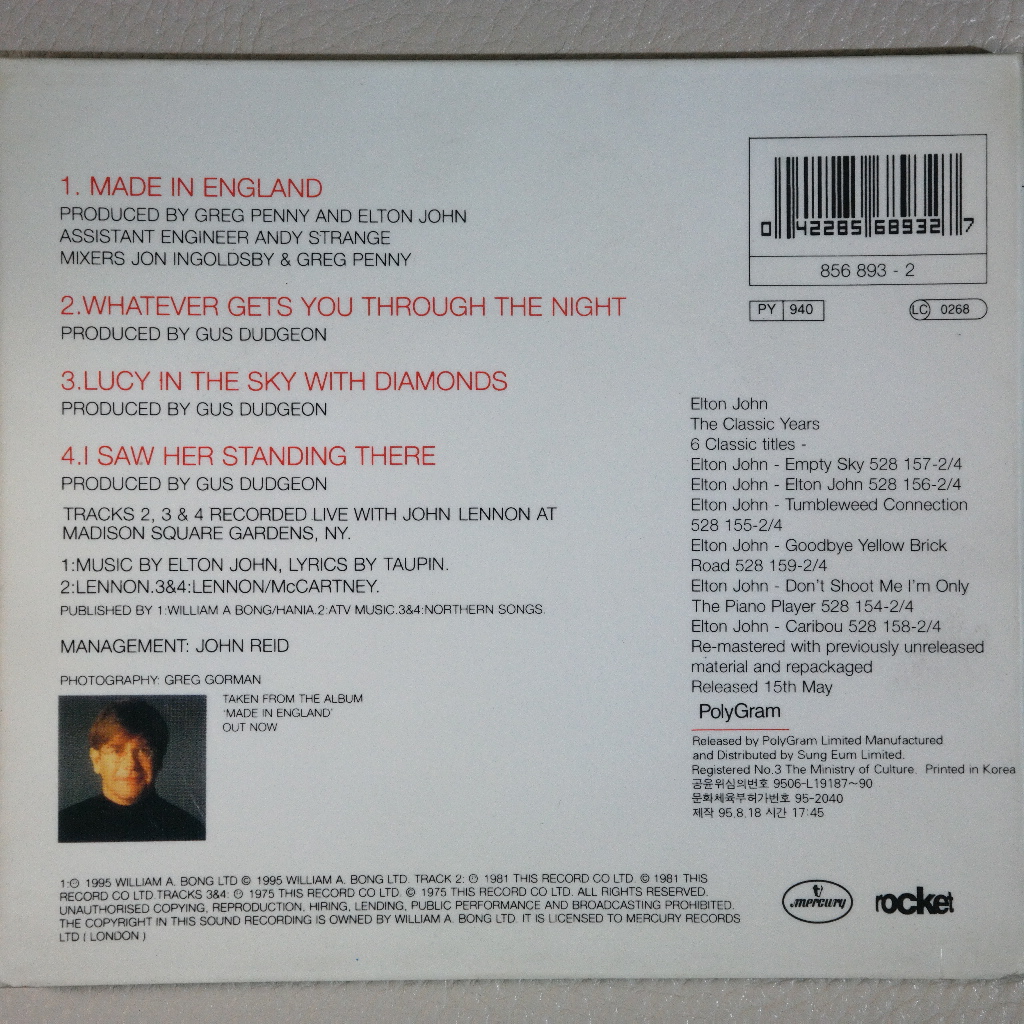 1. MADE IN ENGLAND
PRODUCED BY GREG PENNY AND ELTON JOHN
ASSISTANT ENGINEER ANDY STRANGE
MIXERS JON INGOLDSBY & GREG PENNY
2.WHATEVER GETS YOU THROUGH THE NIGHT
PRODUCED BY GUS DUDGEON
3.LUCY IN THE SKY WITH DIAMONDS
PRODUCED BY GUS DUDGEON
4.I SAW HER STANDING THERE
PRODUCED BY GUS DUDGEON
TRACKS 2, 3 & 4 RECORDED LIVE WITH JOHN LENNON AT
MADISON SQUARE GARDENS, NY.
1:MUSIC BY ELTON JOHN, LYRICS BY TAUPIN.
2:LENNON.3&4:LENNON/McCARTNEY.
PUBLISHED BY 1:WILLIAM A BONG/HANIA.2:ATV MUSIC.3&4:NORTHERN SONGS.
MANAGEMENT: JOHN REID
PHOTOGRAPHY: GREG GORMAN
TAKEN FROM THE ALBUM
'MADE IN ENGLAND'
OUT NOW
0 42285 68932 7
856 893 - 2
PY 940
LC 0268
Elton John
The Classic Years
6 Classic titles -
Elton John - Empty Sky 528 157-2/4
Elton John - Elton John 528 156-2/4
Elton John - Tumbleweed Connection
528 155-2/4
Elton John - Goodbye Yellow Brick
Road 528 159-2/4
Elton John - Don't Shoot Me I'm Only
The Piano Player 528 154-2/4
Elton John - Caribou 528 158-2/4
Re-mastered with previously unreleased
material and repackaged
Released 15th May
PolyGram
Released by PolyGram Limited Manufactured
and Distributed by Sung Eum Limited.
Registered No.3 The Ministry of Culture. Printed in Korea
공윤위심의번호 9506-L19187~90
문화체육부허가번호 95-2040
제작 95.8.18 시간 17:45
1:℗ 1995 WILLIAM A. BONG LTD © 1995 WILLIAM A. BONG LTD. TRACK 2: ℗ 1981 THIS RECORD CO LTD. © 1981 THIS
RECORD CO LTD.TRACKS 3&4: ℗ 1975 THIS RECORD CO LTD. © 1975 THIS RECORD CO LTD. ALL RIGHTS RESERVED.
UNAUTHORISED COPYING, REPRODUCTION, HIRING, LENDING, PUBLIC PERFORMANCE AND BROADCASTING PROHIBITED.
THE COPYRIGHT IN THIS SOUND RECORDING IS OWNED BY WILLIAM A. BONG LTD. IT IS LICENSED TO MERCURY RECORDS
LTD ( LONDON )
mercury
rocket